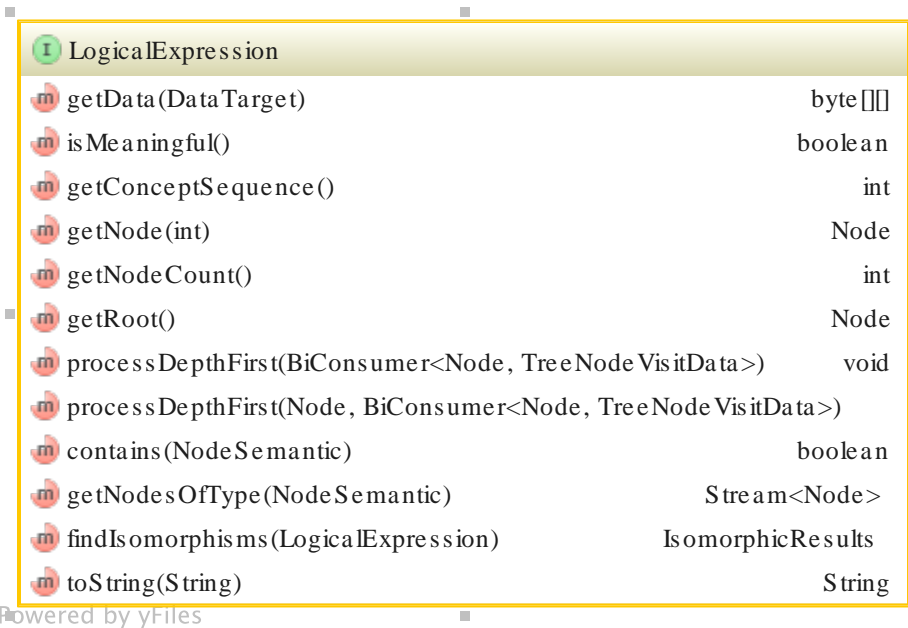 I LogicalExpression
m getData(DataTarget) byte[][]
m isMeaningful() boolean
m getConceptSequence() int
m getNode(int) Node
m getNodeCount() int
m getRoot() Node
m processDepthFirst(BiConsumer<Node, TreeNodeVisitData>) void
m processDepthFirst(Node, BiConsumer<Node, TreeNodeVisitData>)
m contains(NodeSemantic) boolean
m getNodesOfType(NodeSemantic) Stream<Node>
m findIsomorphisms(LogicalExpression) IsomorphicResults
m toString(String) String
Powered by yFiles